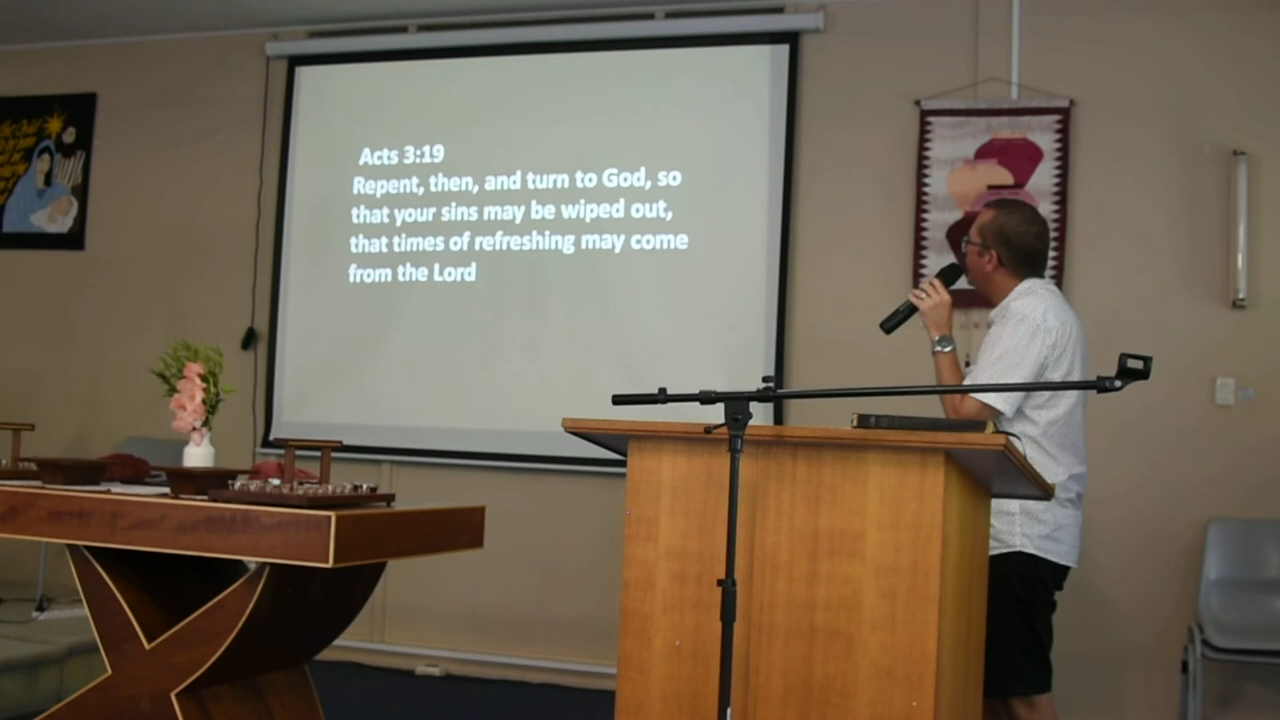 Acts 3:19
Repent, then, and turn to God, so
that your sins may be wiped out,
that times of refreshing may come
from the Lord